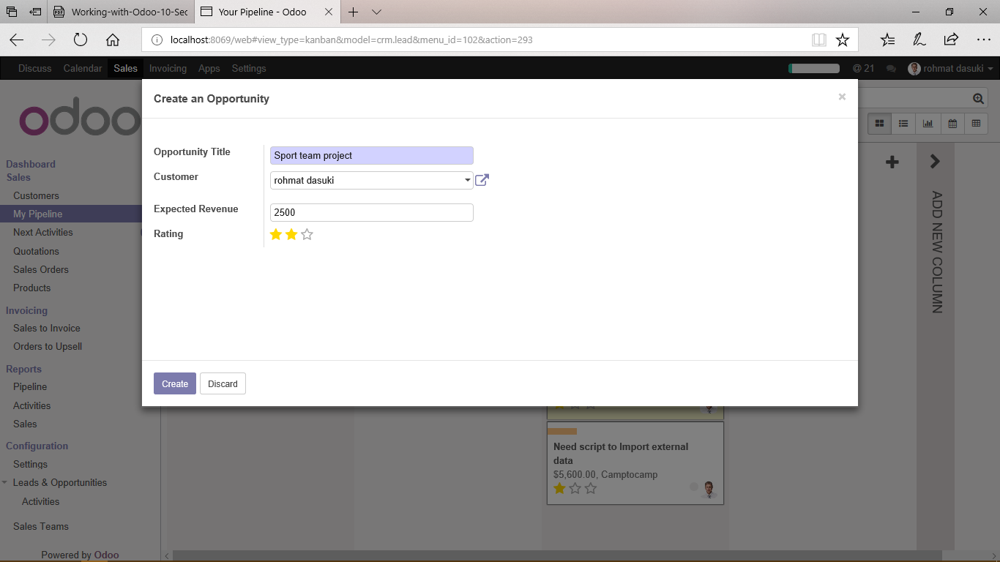 Working-with-Odoo-10-Sec
Your Pipeline - Odoo
localhost:8069/web#view_type=kanban&model=crm.lead&menu_id=102&action=293
Discuss Calendar Sales Invoicing Apps Settings
@ 21 rohmat dasuki
odoo
Create an Opportunity
Opportunity Title Sport team project
Customer rohmat dasuki
Expected Revenue 2500
Rating
Create Discard
Dashboard
Sales
Customers
My Pipeline
Next Activities
Quotations
Sales Orders
Products
Invoicing
Sales to Invoice
Orders to Upsell
Reports
Pipeline
Activities
Sales
Configuration
Settings
Leads & Opportunities
Activities
Sales Teams
Powered by Odoo
ADD NEW COLUMN
Need script to Import external
data
$5,600.00, Camptocamp